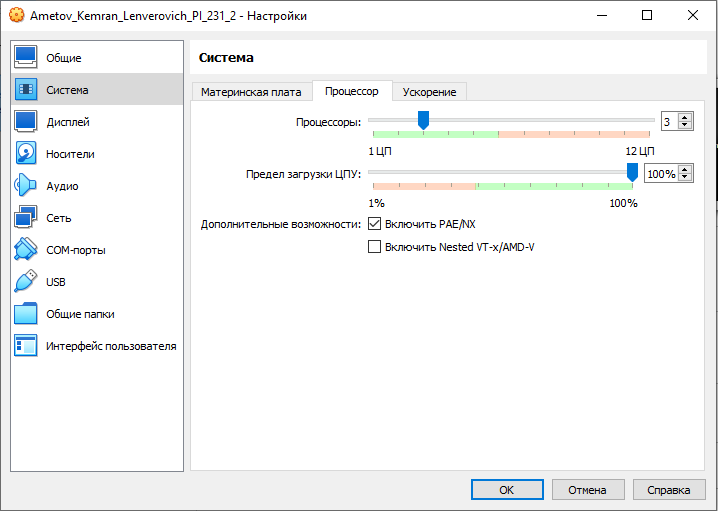 Ametov_Kemran_Lenverovich_PI_231_2 - Настройки
Общие
Система
Дисплей
Носители
Аудио
Сеть
COM-порты
USB
Общие папки
Интерфейс пользователя
Система
Материнская плата
Процессор
Ускорение
Процессоры:
3
1 ЦП
12 ЦП
Предел загрузки ЦПУ:
100%
1%
100%
Дополнительные возможности:
Включить PAE/NX
Включить Nested VT-x/AMD-V
OK
Отмена
Справка